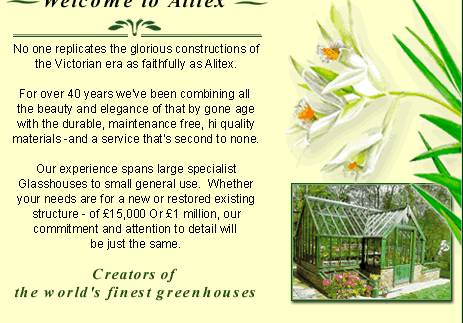 Welcome to Alitex
No one replicates the glorious constructions of
the Victorian era as faithfully as Alitex.
For over 40 years we've been combining all
the beauty and elegance of that by gone age
with the durable, maintenance free, hi quality
materials -and a service that's second to none.
Our experience spans large specialist
Glasshouses to small general use. Whether
your needs are for a new or restored existing
structure - of £15,000 Or £1 million, our
commitment and attention to detail will
be just the same.
Creators of
the world's finest greenhouses